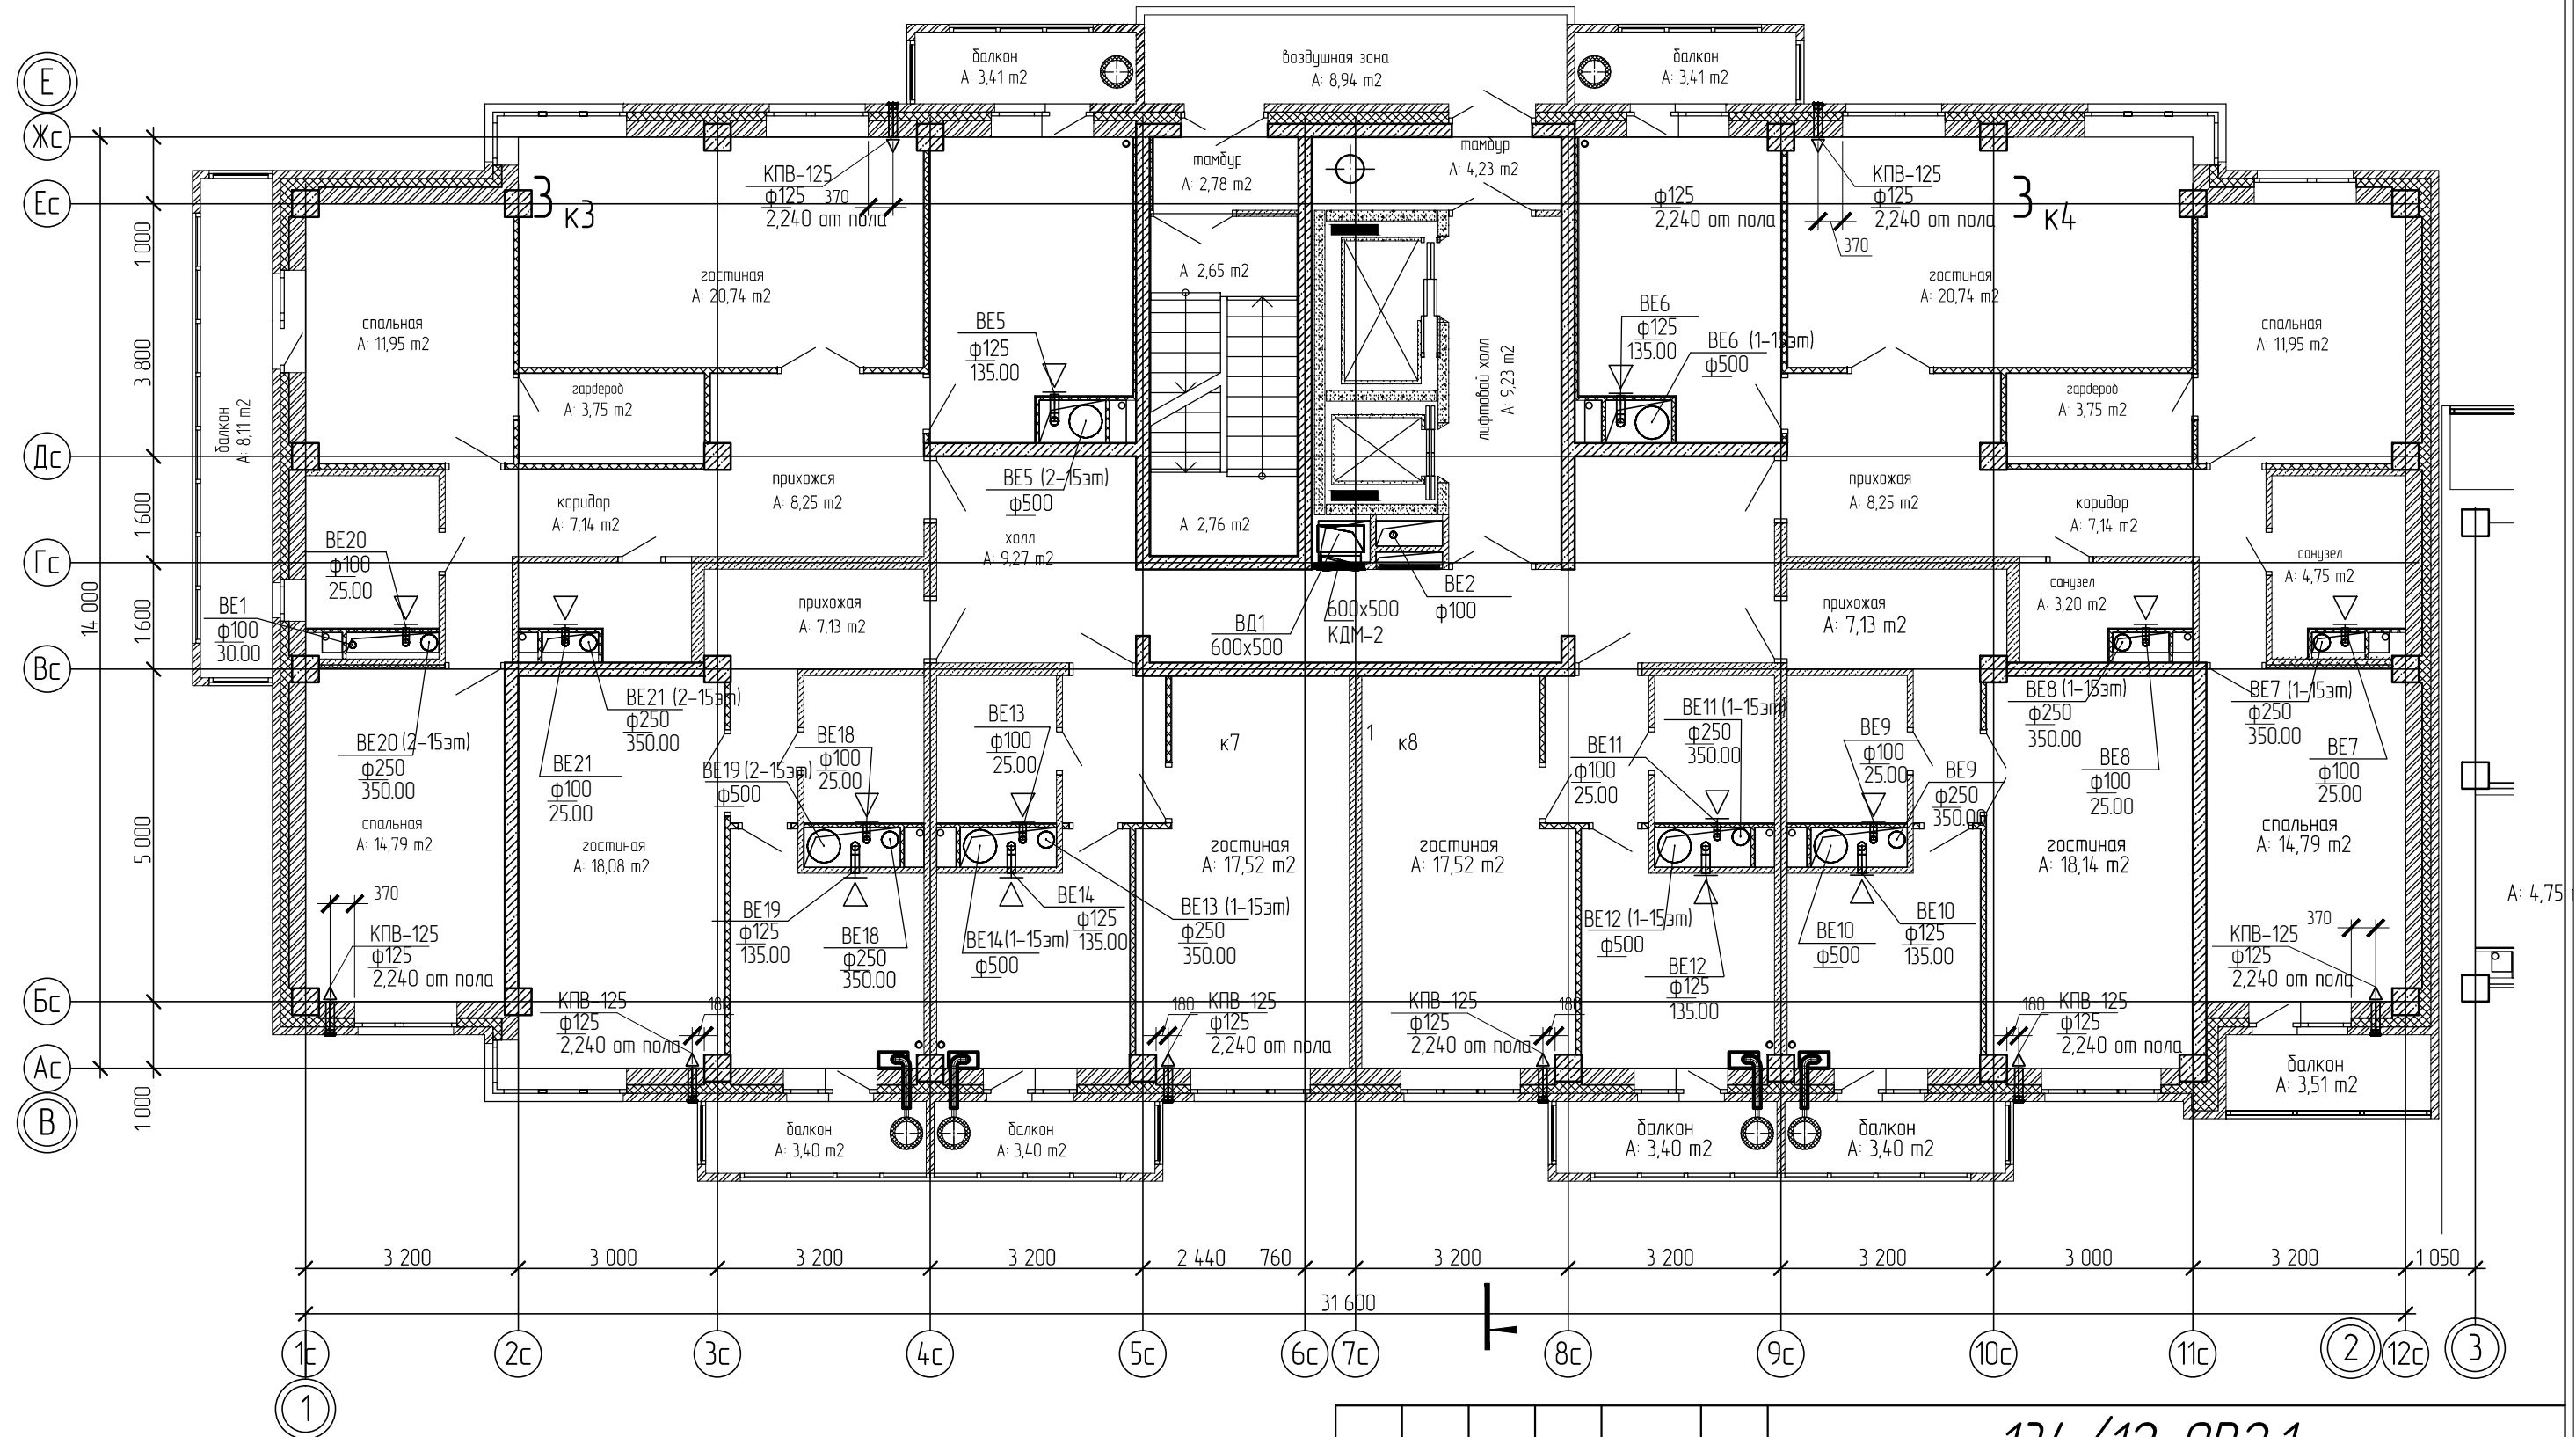 балкон
А: 3,41 m2
воздушная зона
А: 8,94 m2
балкон
А: 3,41 m2
Е
Жс
Ес
Дс
Гс
Вс
Бс
Ас
В
1 000
3 800
1 600
1 600
5 000
1 000
14 000
тамбур
А: 2,78 m2
тамбур
А: 4,23 m2
КПВ-125
ф125
2,240 от пола
370
3
к3
ф125
2,240 от пола
КПВ-125
ф125
2,240 от пола
370
3
к4
гостиная
А: 20,74 m2
А: 2,65 m2
гостиная
А: 20,74 m2
спальная
А: 11,95 m2
спальная
А: 11,95 m2
ВЕ5
ф125
135.00
ВЕ6
ф125
135.00
ВЕ6 (1-15эт)
ф500
лифтовой холл
А: 9,23 m2
балкон
А: 8,11 m2
гардероб
А: 3,75 m2
гардероб
А: 3,75 m2
прихожая
А: 8,25 m2
ВЕ5 (2-15эт)
ф500
прихожая
А: 8,25 m2
коридор
А: 7,14 m2
А: 2,76 m2
коридор
А: 7,14 m2
холл
А: 9,27 m2
ВЕ20
ф100
25.00
санузел
А: 4,75 m2
ВЕ1
ф100
30.00
прихожая
А: 7,13 m2
ВД1
600х500
600х500
КДМ-2
ВЕ2
ф100
прихожая
А: 7,13 m2
санузел
А: 3,20 m2
ВЕ21 (2-15эт)
ф250
350.00
ВЕ20 (2-15эт)
ф250
350.00
ВЕ21
ф100
25.00
ВЕ18
ф100
25.00
ВЕ19 (2-15эт)
ф500
ВЕ13
ф100
25.00
к7
1
к8
ВЕ11 (1-15эт)
ф250
350.00
ВЕ11
ф100
25.00
ВЕ9
ф100
25.00
ВЕ9
ф250
350.00
ВЕ8 (1-15эт)
ф250
350.00
ВЕ8
ф100
25.00
ВЕ7 (1-15эт)
ф250
350.00
ВЕ7
ф100
25.00
спальная
А: 14,79 m2
гостиная
А: 18,08 m2
гостиная
А: 17,52 m2
гостиная
А: 17,52 m2
гостиная
А: 18,14 m2
спальная
А: 14,79 m2
А: 4,75
370
КПВ-125
ф125
2,240 от пола
ВЕ19
ф125
135.00
ВЕ18
ф250
350.00
ВЕ14(1-15эт)
ф500
ВЕ14
ф125
135.00
ВЕ13 (1-15эт)
ф250
350.00
ВЕ12 (1-15эт)
ф500
ВЕ12
ф125
135.00
ВЕ10
ф500
ВЕ10
ф125
135.00
370
КПВ-125
ф125
2,240 от пола
КПВ-125
ф125
2,240 от пола
180
180
КПВ-125
ф125
2,240 от пола
КПВ-125
ф125
2,240 от пола
180
180
КПВ-125
ф125
2,240 от пола
балкон
А: 3,51 m2
балкон
А: 3,40 m2
балкон
А: 3,40 m2
балкон
А: 3,40 m2
балкон
А: 3,40 m2
3 200
3 000
3 200
3 200
2 440
760
3 200
3 200
3 200
3 000
3 200
1 050
31 600
1с
2с
3с
4с
5с
6с
7с
8с
9с
10с
11с
2
12с
3
1